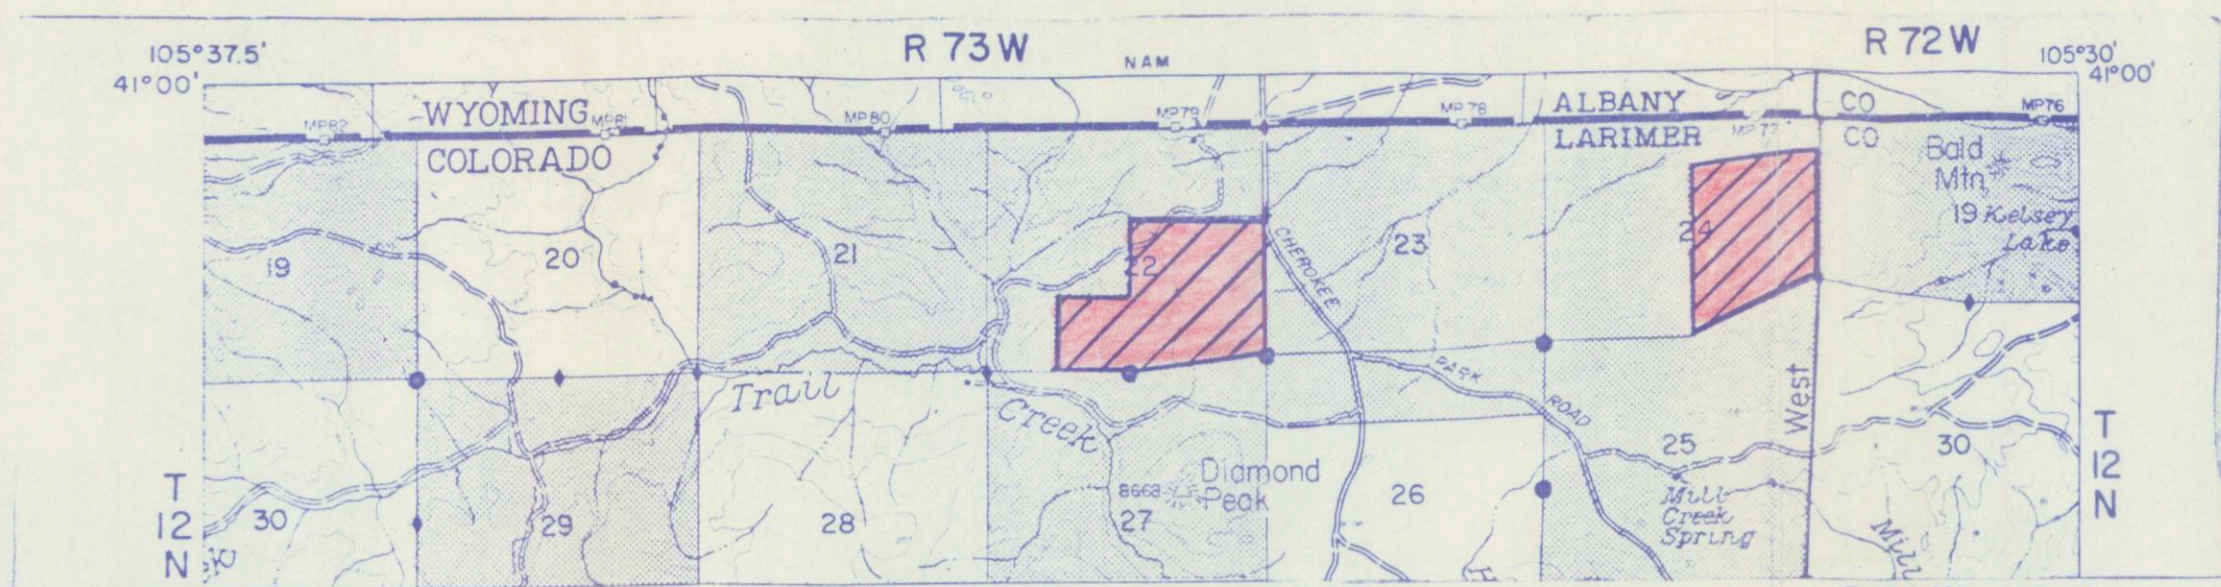 R 73 W
R 72 W
105°37.5'
41°00'
NAM
105°30'
41°00'
WYOMING
COLORADO
MP82
MP81
MP80
MP79
MP78
MP77
MP76
ALBANY
LARIMER
CO
CO
Bald
Mtn
19
20
21
22
23
24
19
Kelsey
Lake
CHEROKEE
PARK
ROAD
Trail
Creek
West
T
12
N
30
29
28
27
8668
Diamond
Peak
26
25
Mill
Creek
Spring
30
Mill
T
12
N